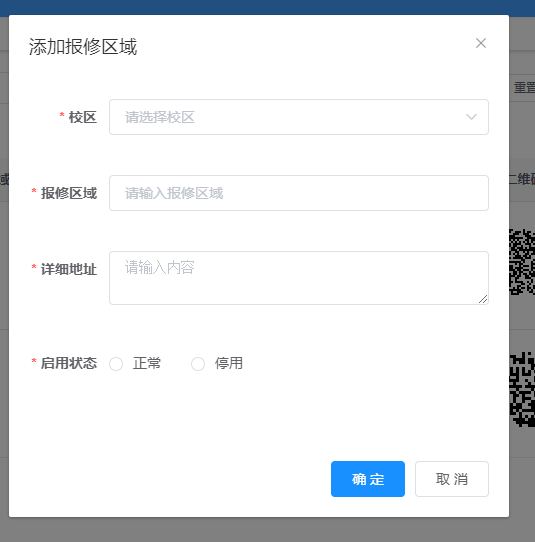 添加报修区域
重置
* 校区 请选择校区
二维码
* 报修区域 请输入报修区域
* 详细地址 请输入内容
* 启用状态 正常 停用
确 定 取 消